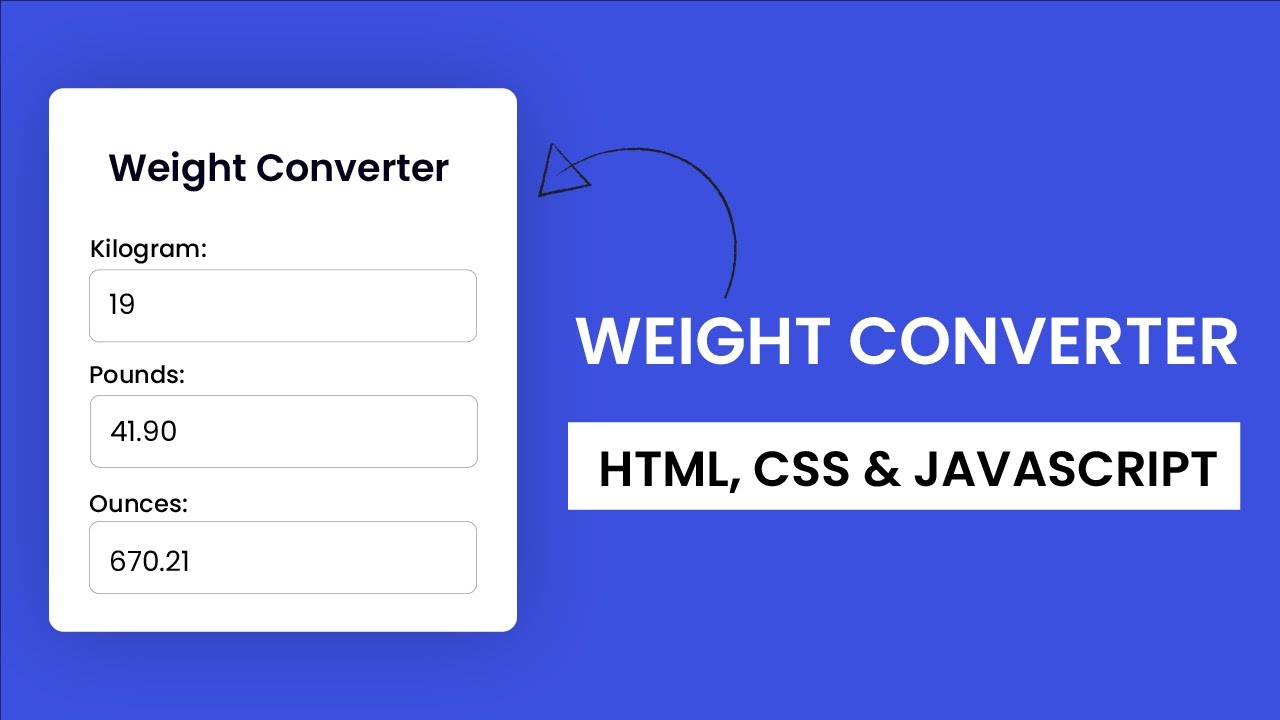 Weight Converter
Kilogram:
19
Pounds:
41.90
Ounces:
670.21
WEIGHT CONVERTER
HTML, CSS & JAVASCRIPT